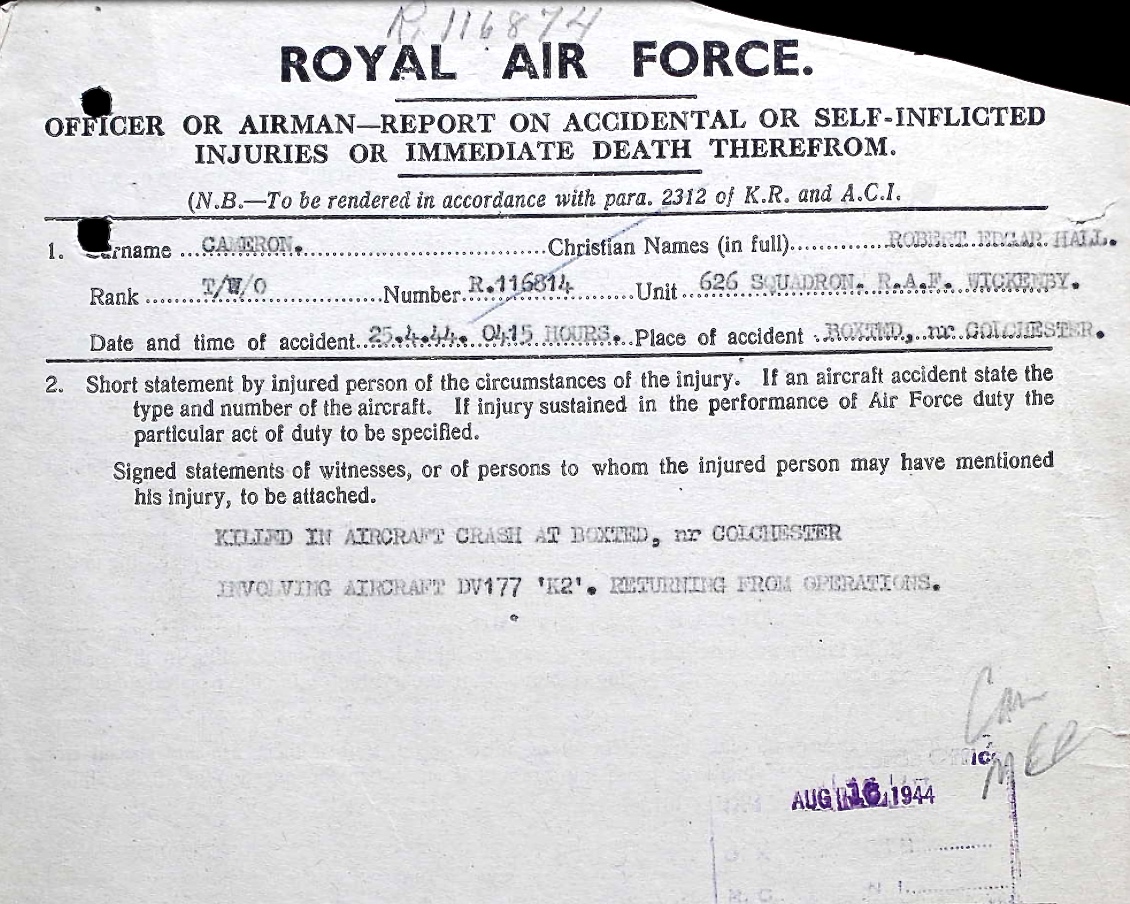 R.116874
ROYAL AIR FORCE.
OFFICER OR AIRMAN—REPORT ON ACCIDENTAL OR SELF-INFLICTED
INJURIES OR IMMEDIATE DEATH THEREFROM.
(N.B.—To be rendered in accordance with para. 2312 of K.R. and A.C.I.
1. urname ...CAMERON. ...Christian Names (in full)...ROBERT EDGAR HALL.
Rank ...T/W/O ...Number R.116814 ...Unit ..626 SQUADRON. R.A.F. WICKENBY.
Date and time of accident..25.4.44. 0415 HOURS...Place of accident ..BOXTED, nr COLCHESTER.
2. Short statement by injured person of the circumstances of the injury. If an aircraft accident state the
type and number of the aircraft. If injury sustained in the performance of Air Force duty the
particular act of duty to be specified.
Signed statements of witnesses, or of persons to whom the injured person may have mentioned
his injury, to be attached.
KILLED IN AIRCRAFT CRASH AT BOXTED, nr COLCHESTER
INVOLVING AIRCRAFT DV177 'K2'. RETURNING FROM OPERATIONS.
AUG 16 1944